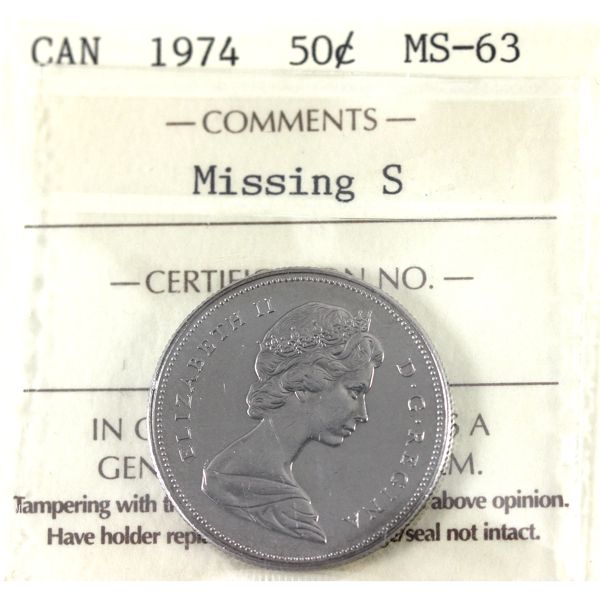 CAN 1974 50¢ MS-63
— COMMENTS —
Missing S
— CERTIF N NO. —
ELIZABETH II D·G·REGINA
IN A
GEN M.
Tampering with above opinion.
Have holder seal not intact.